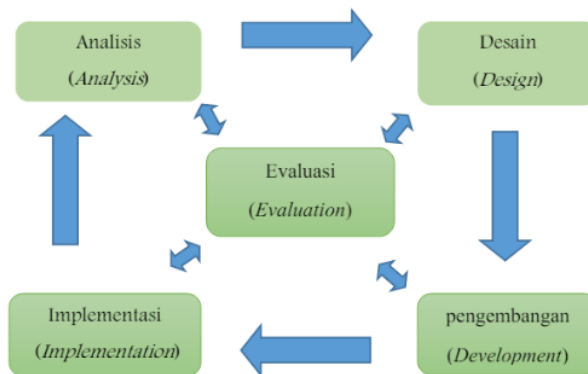 Analisis
(Analysis)
Desain
(Design)
Evaluasi
(Evaluation)
Implementasi
(Implementation)
pengembangan
(Development)